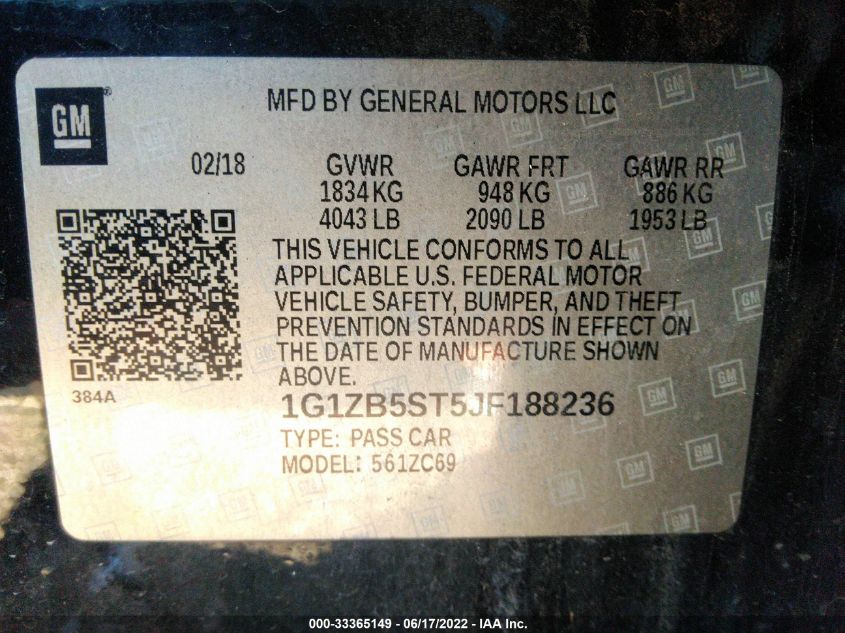 GM
MFD BY GENERAL MOTORS LLC
02/18 GVWR GAWR FRT GAWR RR
1834 KG 948 KG 886 KG
4043 LB 2090 LB 1953 LB
THIS VEHICLE CONFORMS TO ALL
APPLICABLE U.S. FEDERAL MOTOR
VEHICLE SAFETY, BUMPER, AND THEFT
PREVENTION STANDARDS IN EFFECT ON
THE DATE OF MANUFACTURE SHOWN
ABOVE.
384A
1G1ZB5ST5JF188236
TYPE: PASS CAR
MODEL: 561ZC69
000-33365149 - 06/17/2022 - IAA Inc.